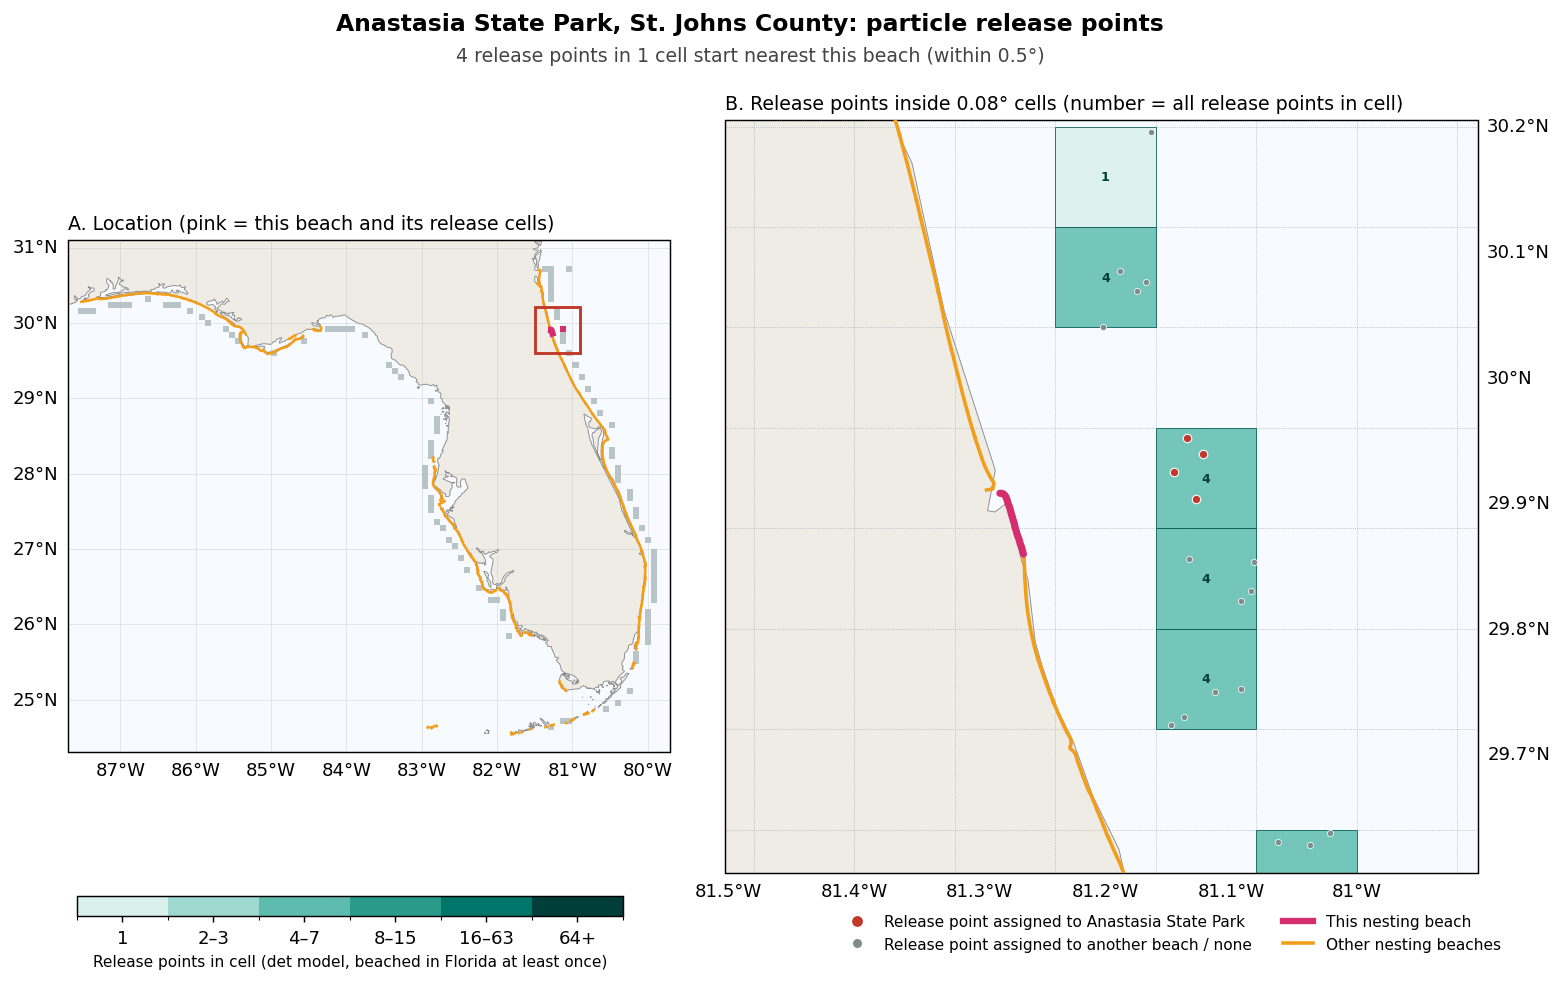 Anastasia State Park, St. Johns County: particle release points
4 release points in 1 cell start nearest this beach (within 0.5°)
A. Location (pink = this beach and its release cells)
31°N
30°N
29°N
28°N
27°N
26°N
25°N
87°W 86°W 85°W 84°W 83°W 82°W 81°W 80°W
1 2–3 4–7 8–15 16–63 64+
Release points in cell (det model, beached in Florida at least once)
B. Release points inside 0.08° cells (number = all release points in cell)
1
4
4
4
4
30.2°N
30.1°N
30°N
29.9°N
29.8°N
29.7°N
81.5°W 81.4°W 81.3°W 81.2°W 81.1°W 81°W
Release point assigned to Anastasia State Park
Release point assigned to another beach / none
This nesting beach
Other nesting beaches